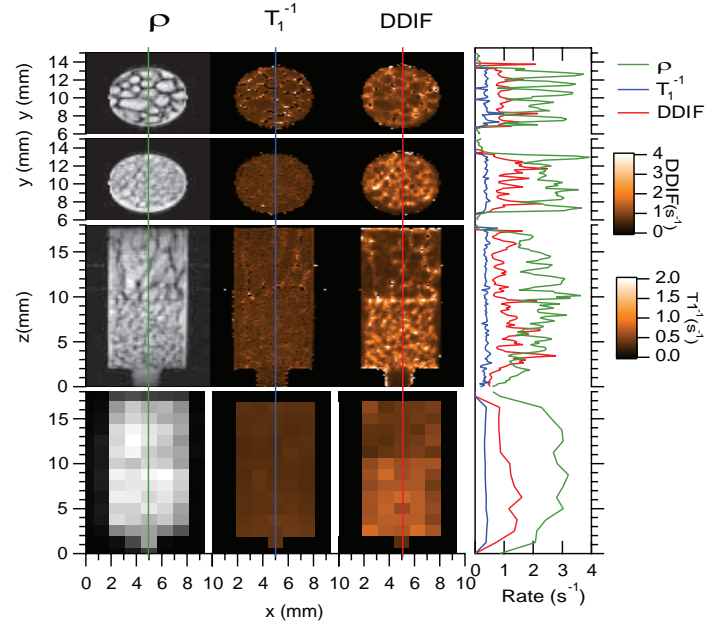 ρ T₁⁻¹ DDIF
15
14
12
10
8
6
y (mm)
14
12
10
8
6
y (mm)
15
10
5
0
z(mm)
15
10
5
0
0 2 4 6 8 10 0 2 4 6 8 10 0 2 4 6 8 10
x (mm)
0 1 2 3 4
Rate (s⁻¹)
ρ
T₁⁻¹
DDIF
4
3
2
1
0
DDIF(s⁻¹)
2.0
1.5
1.0
0.5
0.0
T1⁻¹(s⁻¹)